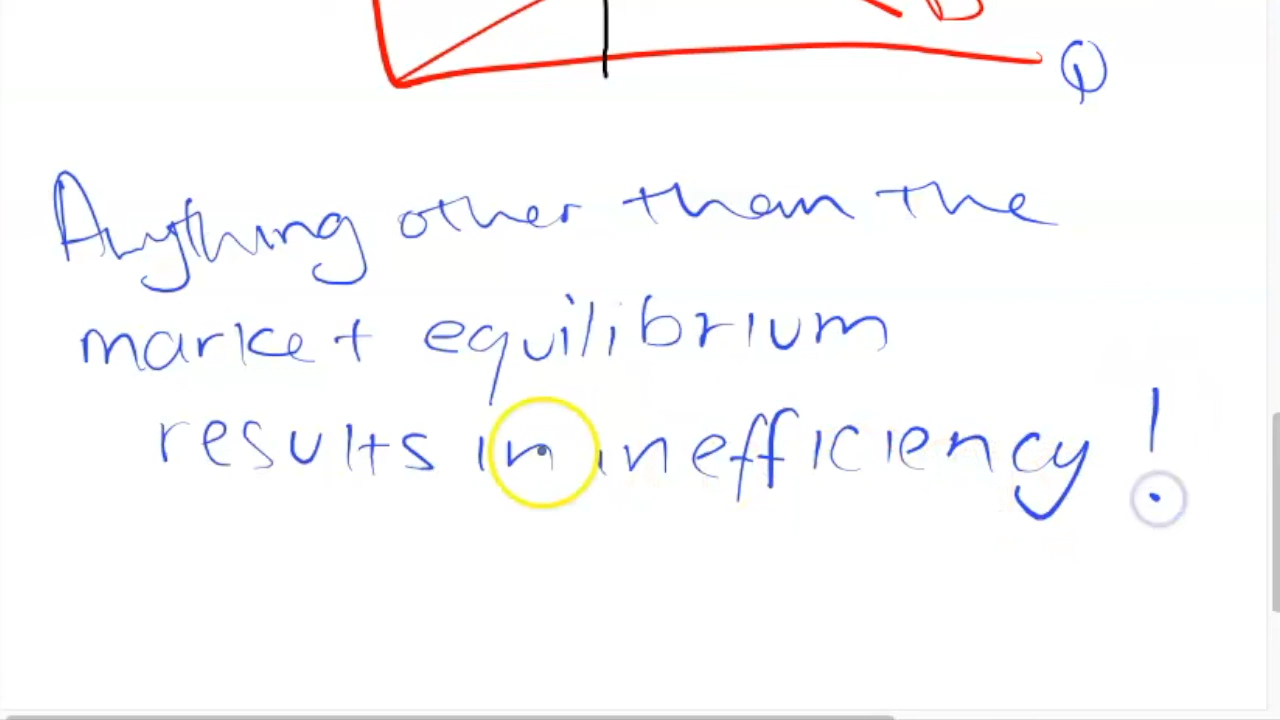 D
Q
Anything other than the
market equilibrium
results in inefficiency!